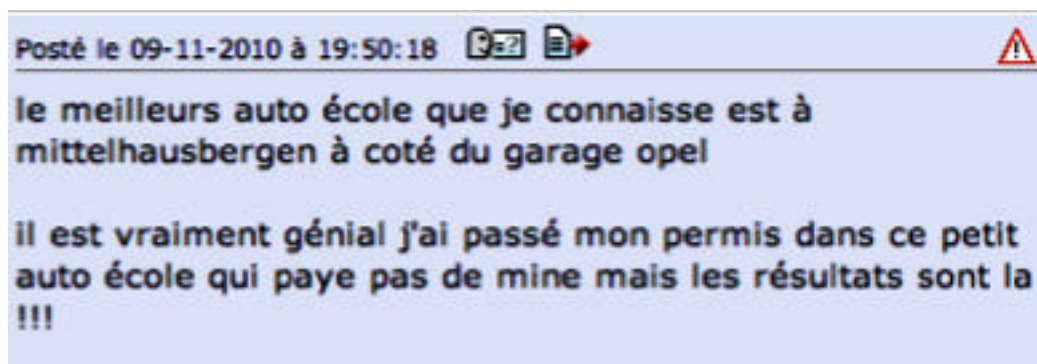 Posté le 09-11-2010 à 19:50:18
le meilleurs auto école que je connaisse est à
mittelhausbergen à coté du garage opel
il est vraiment génial j'ai passé mon permis dans ce petit
auto école qui paye pas de mine mais les résultats sont la
!!!